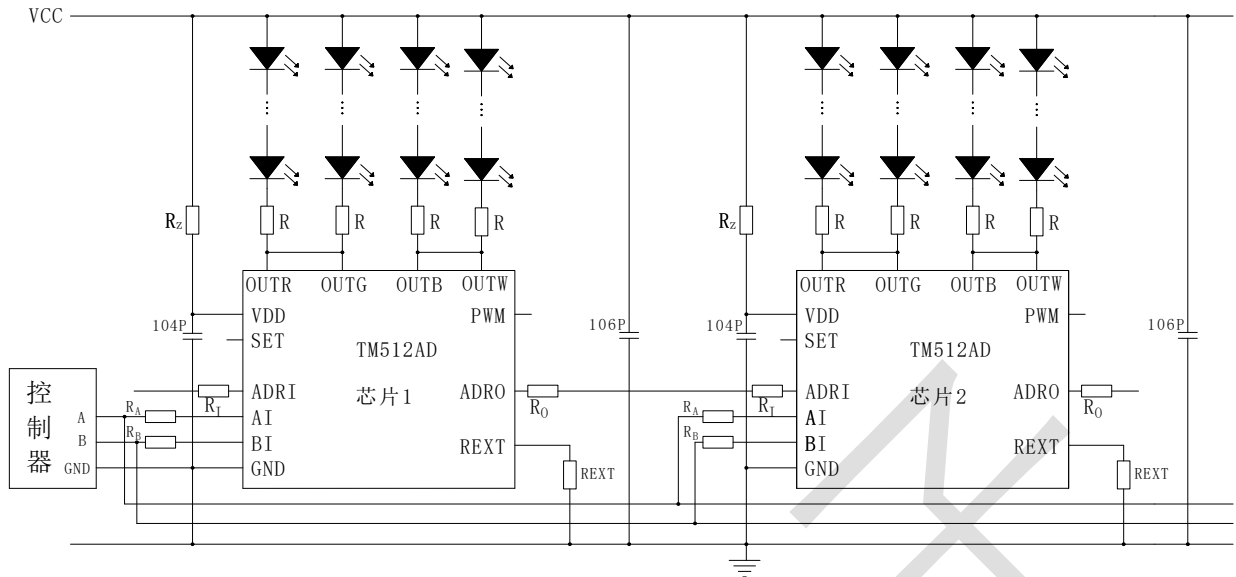 VCC
Rz R R R R Rz R R R R
OUTR OUTG OUTB OUTW OUTR OUTG OUTB OUTW
VDD PWM VDD PWM
104P 106P 104P 106P
SET SET
TM512AD TM512AD
ADRI 芯片1 ADRO ADRI 芯片2 ADRO
RI RO RI RO
控制器
A RA AI RA AI
B RB BI REXT RB BI REXT
GND GND GND
REXT REXT